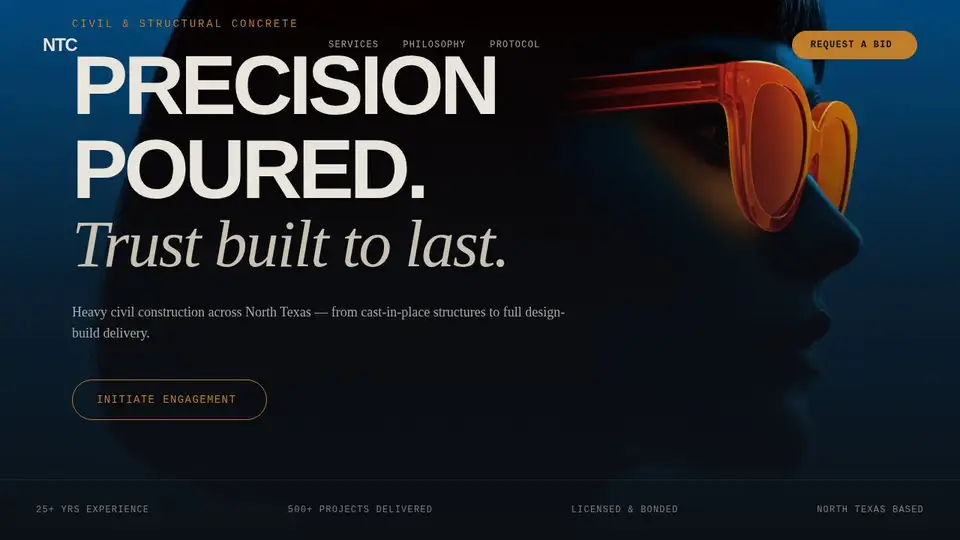 CIVIL & STRUCTURAL CONCRETE
NTC
SERVICES PHILOSOPHY PROTOCOL
REQUEST A BID
PRECISION
POURED.
Trust built to last.
Heavy civil construction across North Texas — from cast-in-place structures to full design-
build delivery.
INITIATE ENGAGEMENT
25+ YRS EXPERIENCE
500+ PROJECTS DELIVERED
LICENSED & BONDED
NORTH TEXAS BASED